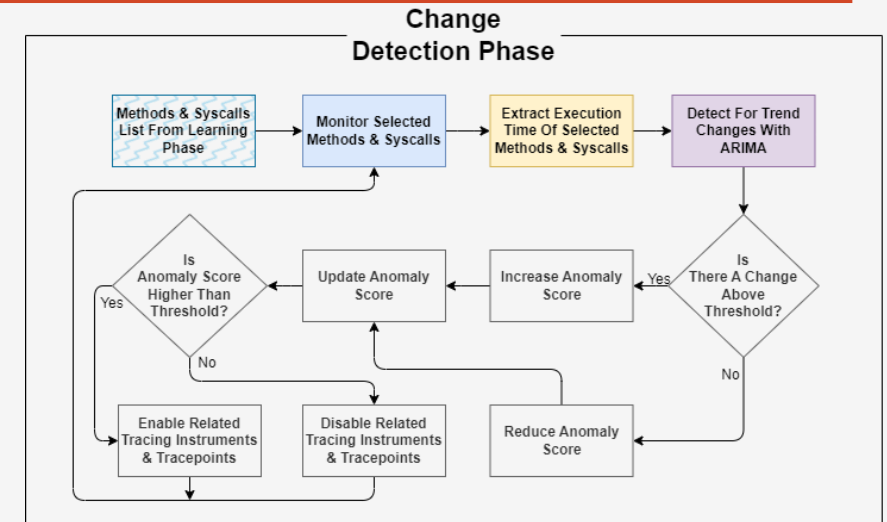 Change
Detection Phase
Methods & Syscalls
List From Learning
Phase
Monitor Selected
Methods & Syscalls
Extract Execution
Time Of Selected
Methods & Syscalls
Detect For Trend
Changes With
ARIMA
Is
Anomaly Score
Higher Than
Threshold?
Update Anomaly
Score
Increase Anomaly
Score
Yes
Is
There A Change
Above
Threshold?
Yes
No
No
Enable Related
Tracing Instruments
& Tracepoints
Disable Related
Tracing Instruments
& Tracepoints
Reduce Anomaly
Score